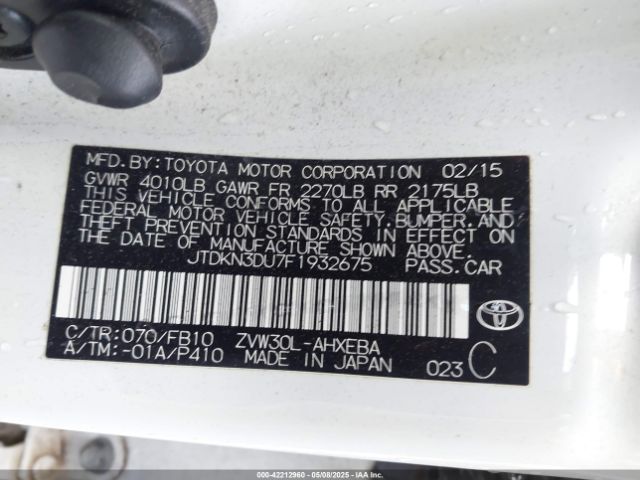 MFD.BY:TOYOTA MOTOR CORPORATION 02/15
GVWR 4010LB GAWR FR 2270LB RR 2175LB
THIS VEHICLE CONFORMS TO ALL APPLICABLE
FEDERAL MOTOR VEHICLE SAFETY,BUMPER,AND
THEFT PREVENTION STANDARDS IN EFFECT ON
THE DATE OF MANUFACTURE SHOWN ABOVE.
JTDKN3DU7F1932675 PASS.CAR
C/TR:070/FB10 ZVW30L-AHXEBA
A/TM:-01A/P410 MADE IN JAPAN 023 C
000-42212960 - 05/08/2025 - IAAI.COM